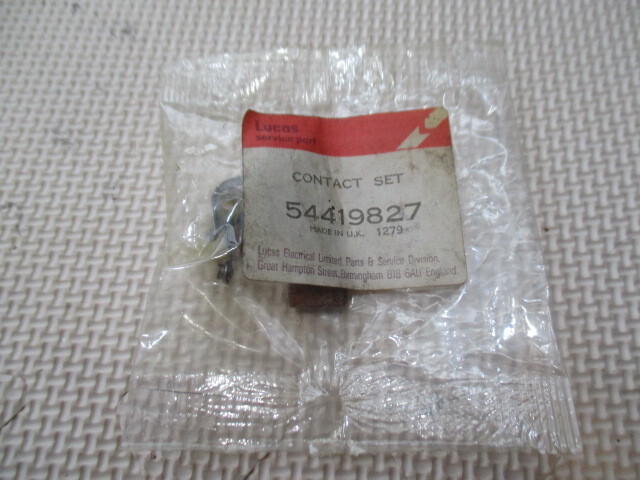 Lucas
service part
CONTACT SET
54419827
MADE IN U.K. 1279
Lucas Electrical Limited, Parts & Service Division,
Great Hampton Street, Birmingham B18 6AU England